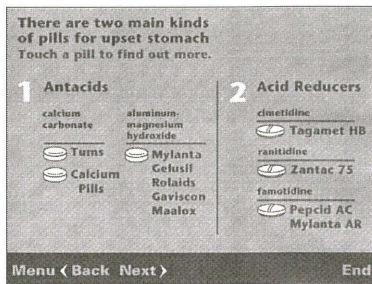 There are two main kinds
of pills for upset stomach
Touch a pill to find out more.
1 Antacids
calcium
carbonate
Tums
Calcium
Pills
aluminum-
magnesium
hydroxide
Mylanta
Gelusil
Rolaids
Gaviscon
Maalox
2 Acid Reducers
cimetidine
Tagamet HB
ranitidine
Zantac 75
famotidine
Pepcid AC
Mylanta AR
Menu ‹ Back Next › End